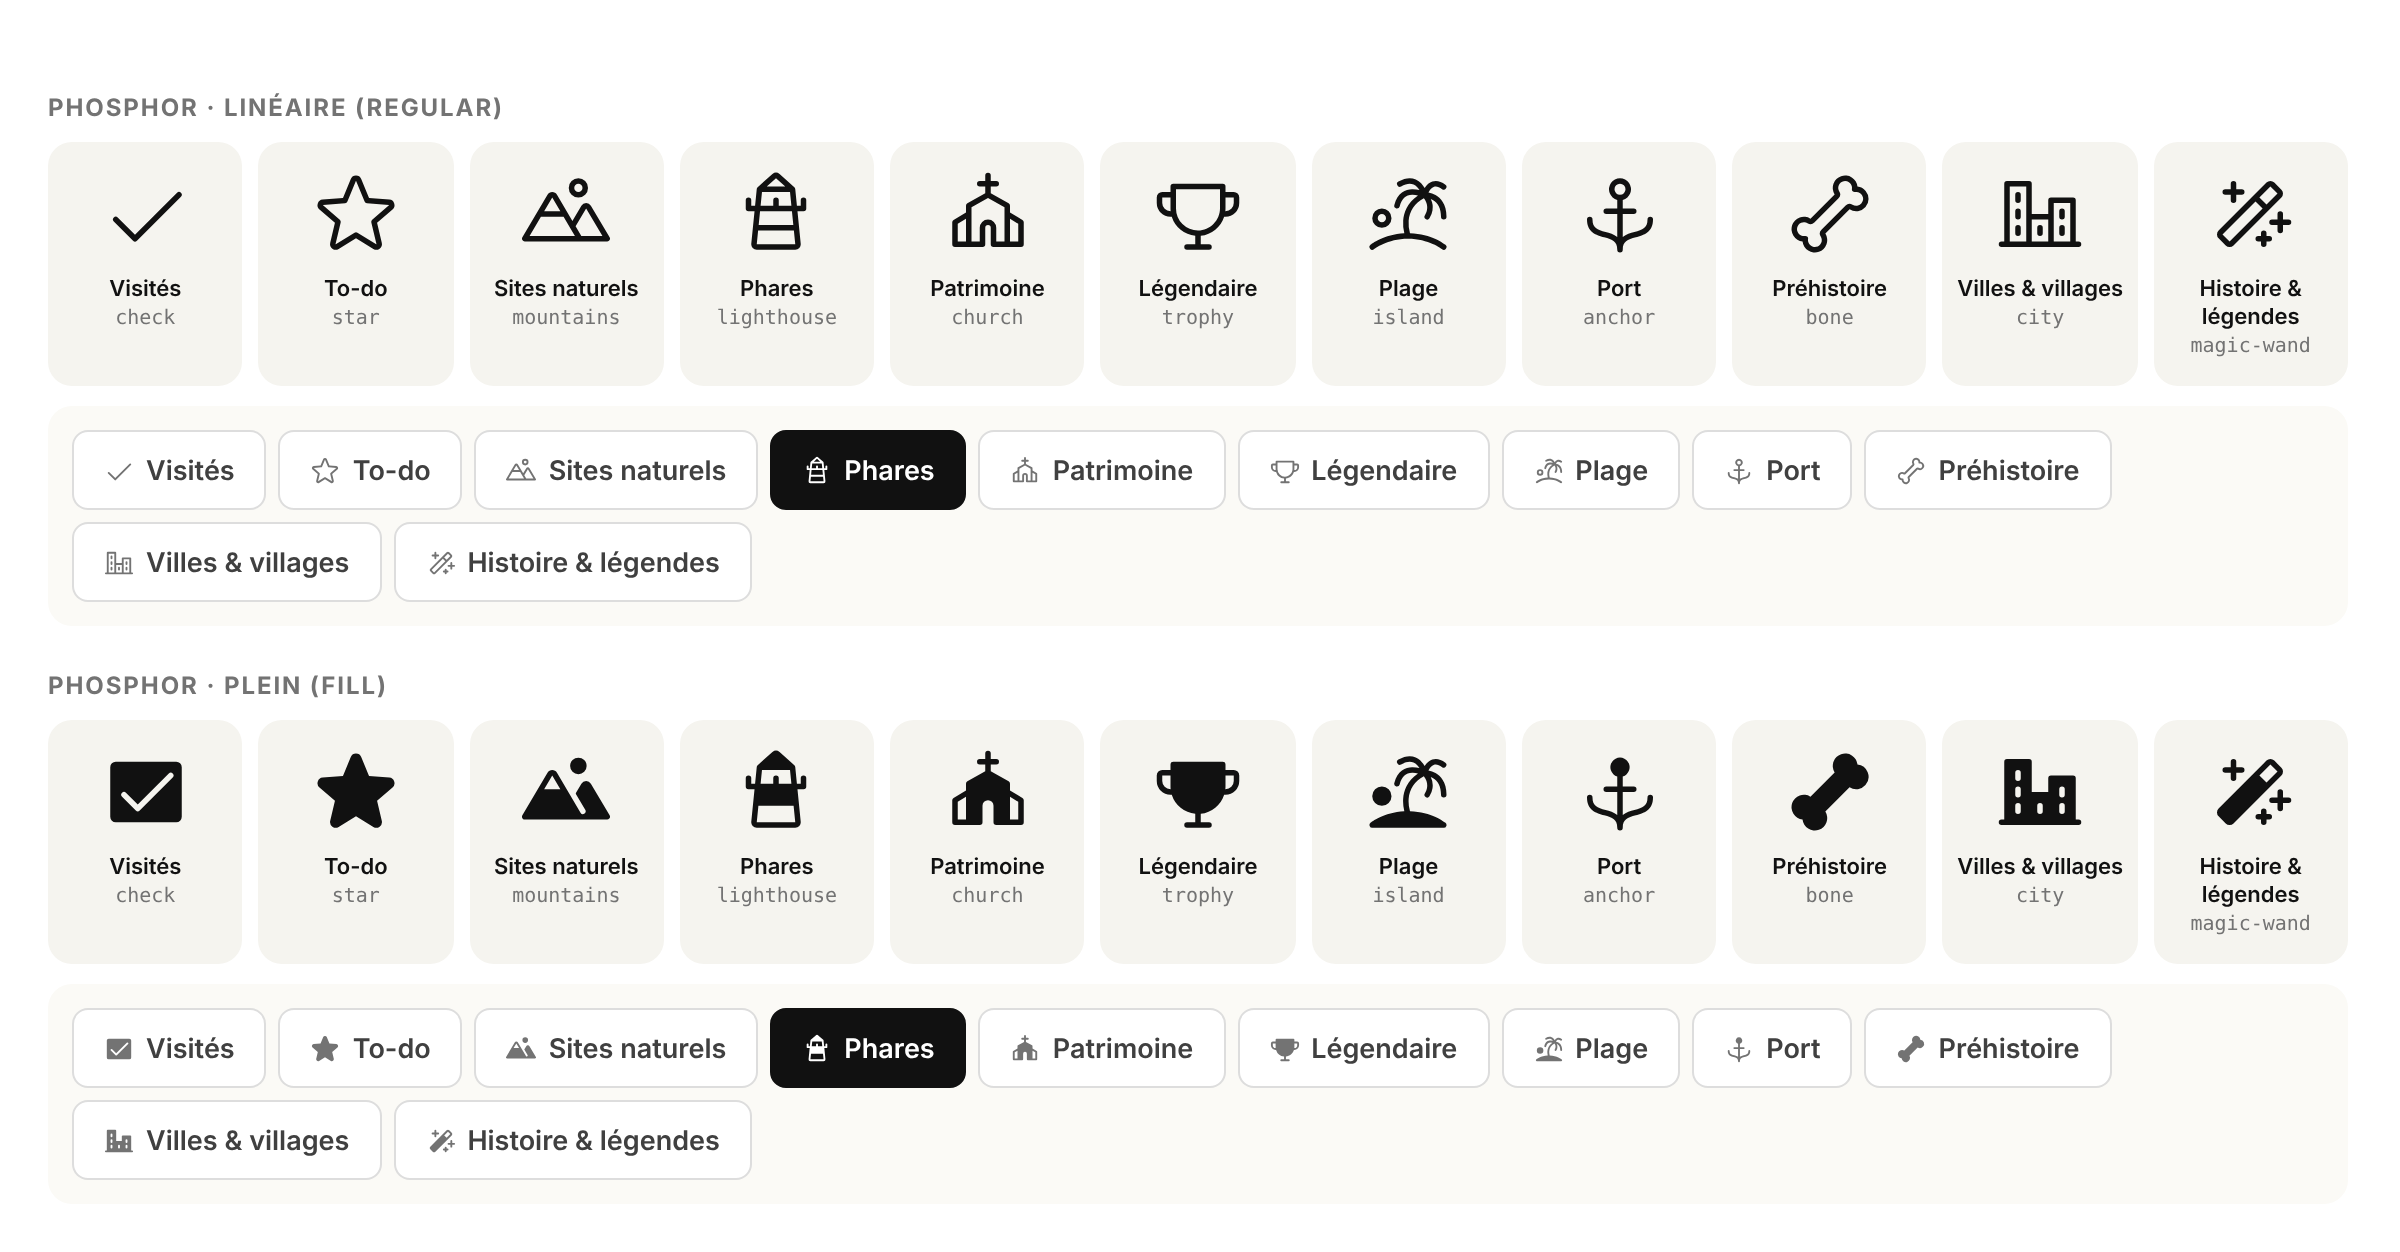 PHOSPHOR · LINÉAIRE (REGULAR)
Visités
check
To-do
star
Sites naturels
mountains
Phares
lighthouse
Patrimoine
church
Légendaire
trophy
Plage
island
Port
anchor
Préhistoire
bone
Villes & villages
city
Histoire &
légendes
magic-wand
Visités
To-do
Sites naturels
Phares
Patrimoine
Légendaire
Plage
Port
Préhistoire
Villes & villages
Histoire & légendes
PHOSPHOR · PLEIN (FILL)
Visités
check
To-do
star
Sites naturels
mountains
Phares
lighthouse
Patrimoine
church
Légendaire
trophy
Plage
island
Port
anchor
Préhistoire
bone
Villes & villages
city
Histoire &
légendes
magic-wand
Visités
To-do
Sites naturels
Phares
Patrimoine
Légendaire
Plage
Port
Préhistoire
Villes & villages
Histoire & légendes